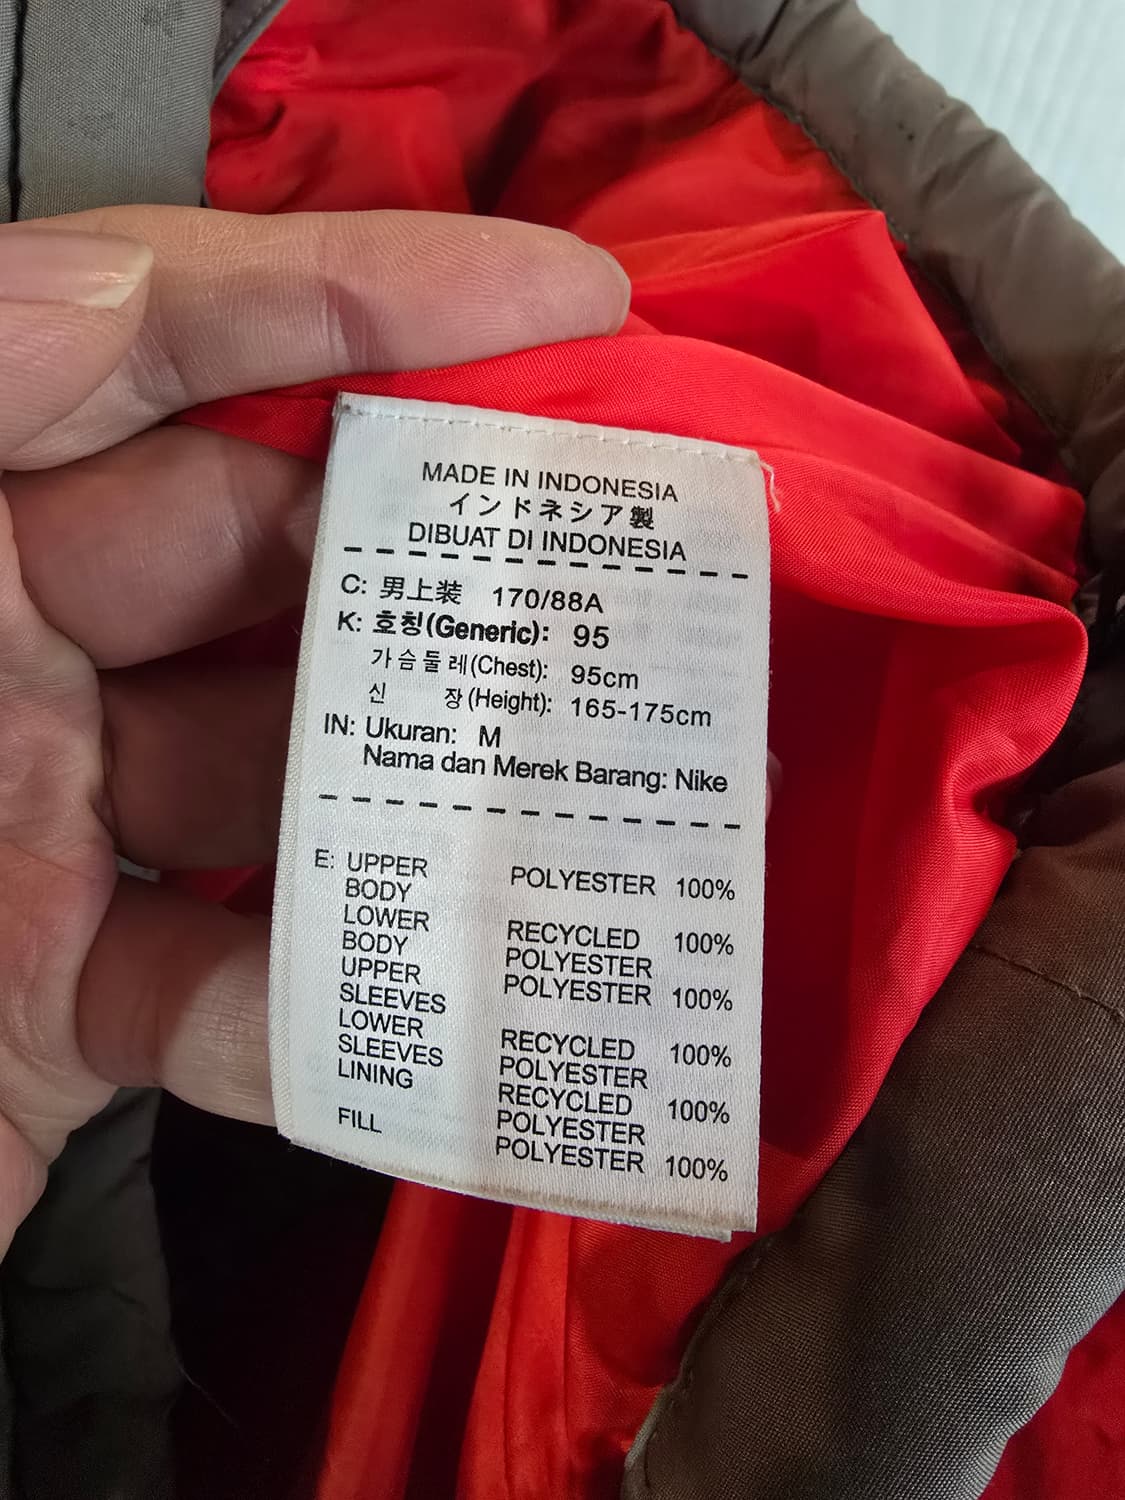 MADE IN INDONESIA
インドネシア製
DIBUAT DI INDONESIA
C: 男上装 170/88A
K: 호칭(Generic): 95
가슴둘레(Chest): 95cm
신 장(Height): 165-175cm
IN: Ukuran: M
Nama dan Merek Barang: Nike
E: UPPER BODY POLYESTER 100%
LOWER BODY RECYCLED POLYESTER 100%
UPPER SLEEVES POLYESTER 100%
LOWER SLEEVES RECYCLED POLYESTER 100%
LINING RECYCLED POLYESTER 100%
FILL POLYESTER 100%